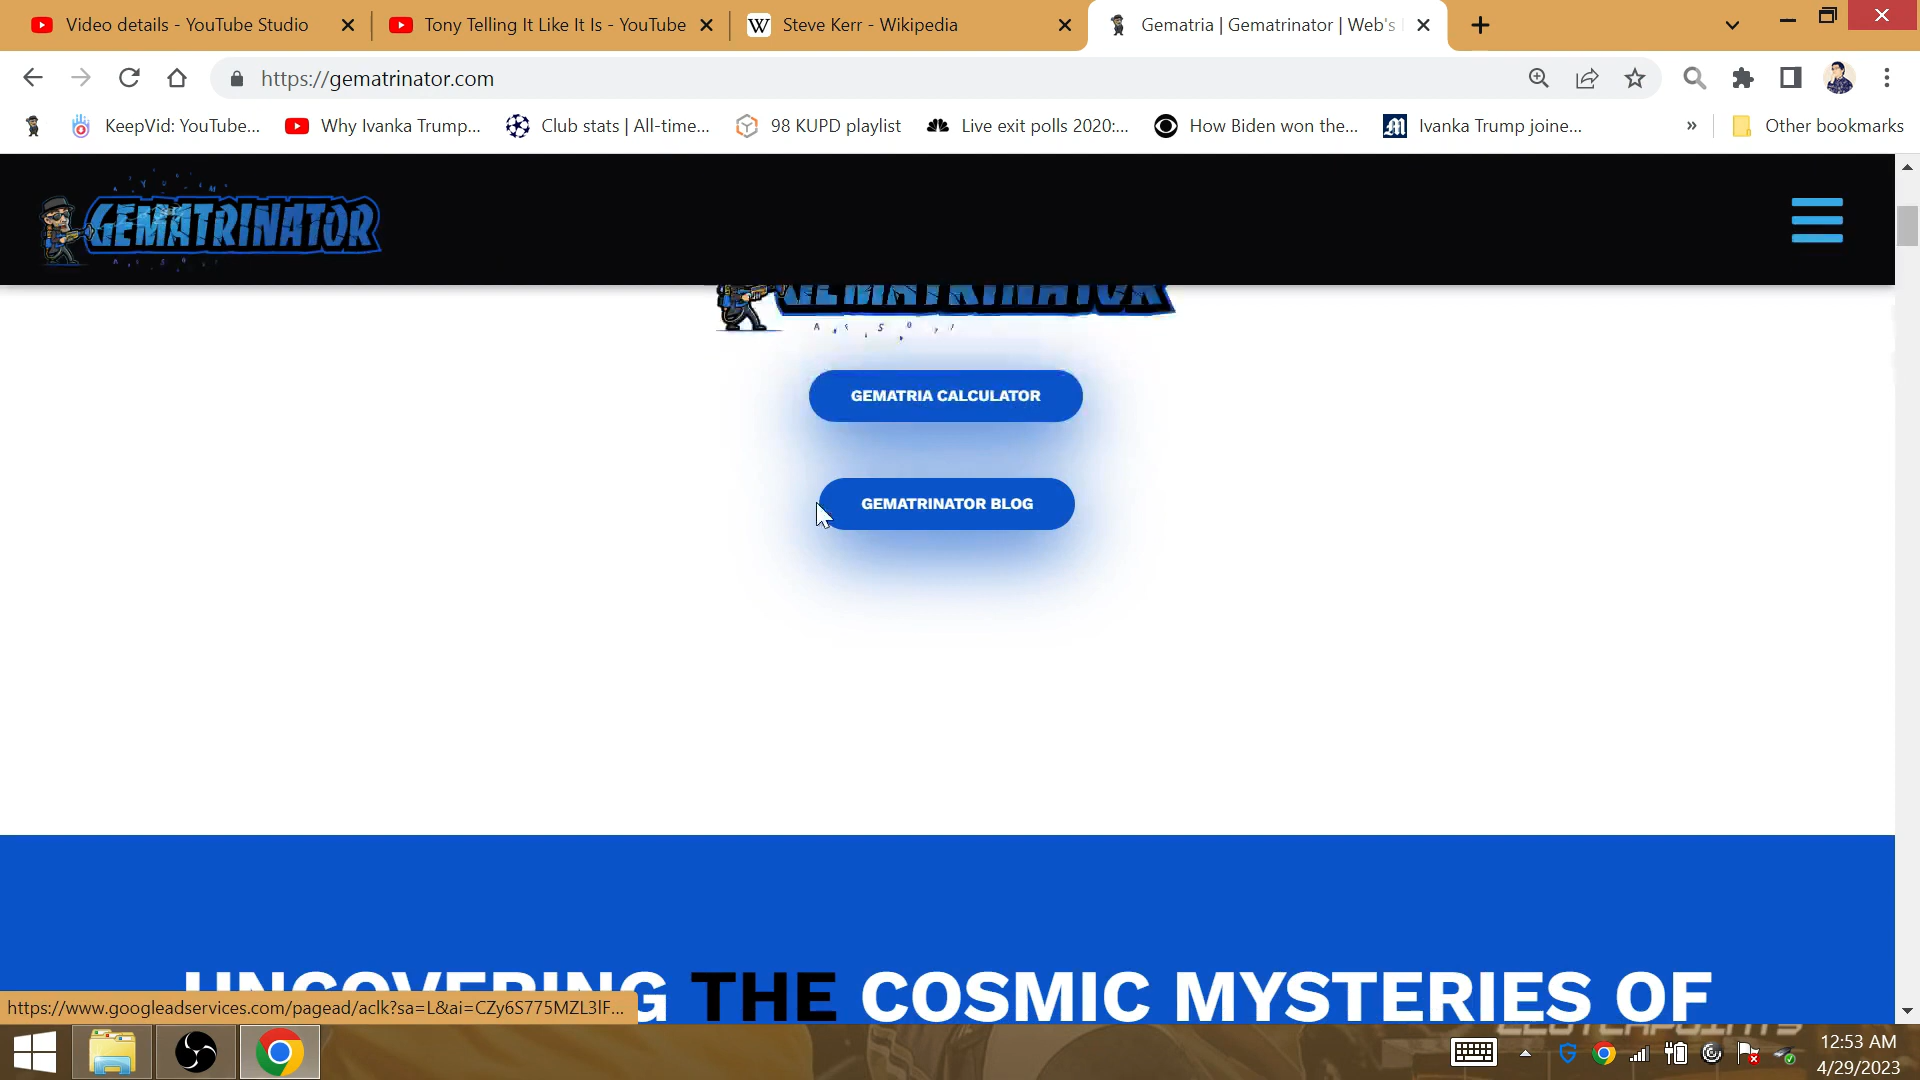 Video details - YouTube Studio
Tony Telling It Like It Is - YouTube
Steve Kerr - Wikipedia
Gematria | Gematrinator | Web's
https://gematrinator.com
KeepVid: YouTube...
Why Ivanka Trump...
Club stats | All-time...
98 KUPD playlist
Live exit polls 2020:...
How Biden won the...
Ivanka Trump joine...
» Other bookmarks
GEMATRINATOR
GEMATRINATOR
GEMATRIA CALCULATOR
GEMATRINATOR BLOG
UNCOVERING THE COSMIC MYSTERIES OF
https://www.googleadservices.com/pagead/aclk?sa=L&ai=CZy6S775MZL3lF...
CLUTCHPOINTS
12:53 AM
4/29/2023